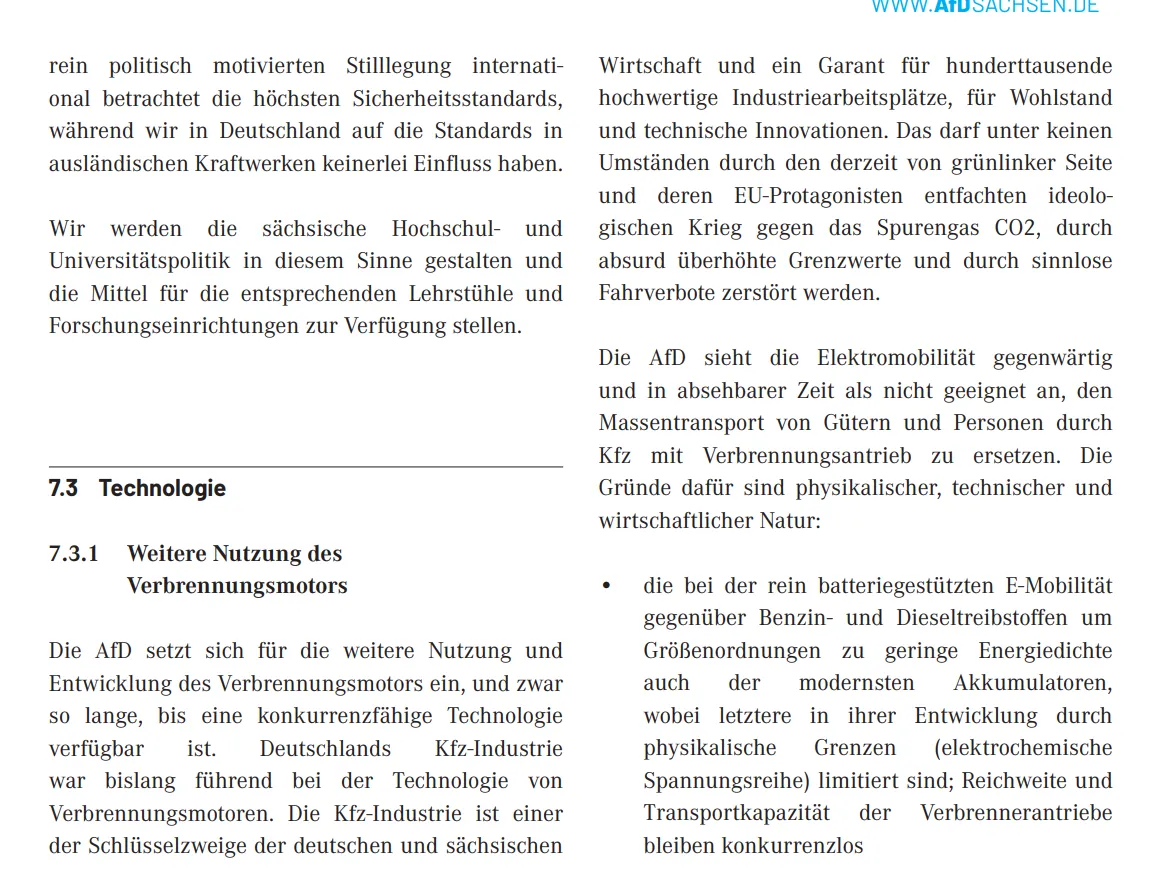 WWW.AfDSACHSEN.DE
rein politisch motivierten Stilllegung internati-
onal betrachtet die höchsten Sicherheitsstandards,
während wir in Deutschland auf die Standards in
ausländischen Kraftwerken keinerlei Einfluss haben.
Wir werden die sächsische Hochschul- und
Universitätspolitik in diesem Sinne gestalten und
die Mittel für die entsprechenden Lehrstühle und
Forschungseinrichtungen zur Verfügung stellen.
7.3 Technologie
7.3.1 Weitere Nutzung des
Verbrennungsmotors
Die AfD setzt sich für die weitere Nutzung und
Entwicklung des Verbrennungsmotors ein, und zwar
so lange, bis eine konkurrenzfähige Technologie
verfügbar ist. Deutschlands Kfz-Industrie
war bislang führend bei der Technologie von
Verbrennungsmotoren. Die Kfz-Industrie ist einer
der Schlüsselzweige der deutschen und sächsischen
Wirtschaft und ein Garant für hunderttausende
hochwertige Industriearbeitsplätze, für Wohlstand
und technische Innovationen. Das darf unter keinen
Umständen durch den derzeit von grünlinker Seite
und deren EU-Protagonisten entfachten ideolo-
gischen Krieg gegen das Spurengas CO2, durch
absurd überhöhte Grenzwerte und durch sinnlose
Fahrverbote zerstört werden.
Die AfD sieht die Elektromobilität gegenwärtig
und in absehbarer Zeit als nicht geeignet an, den
Massentransport von Gütern und Personen durch
Kfz mit Verbrennungsantrieb zu ersetzen. Die
Gründe dafür sind physikalischer, technischer und
wirtschaftlicher Natur:
• die bei der rein batteriegestützten E-Mobilität
gegenüber Benzin- und Dieseltreibstoffen um
Größenordnungen zu geringe Energiedichte
auch der modernsten Akkumulatoren,
wobei letztere in ihrer Entwicklung durch
physikalische Grenzen (elektrochemische
Spannungsreihe) limitiert sind; Reichweite und
Transportkapazität der Verbrennerantriebe
bleiben konkurrenzlos